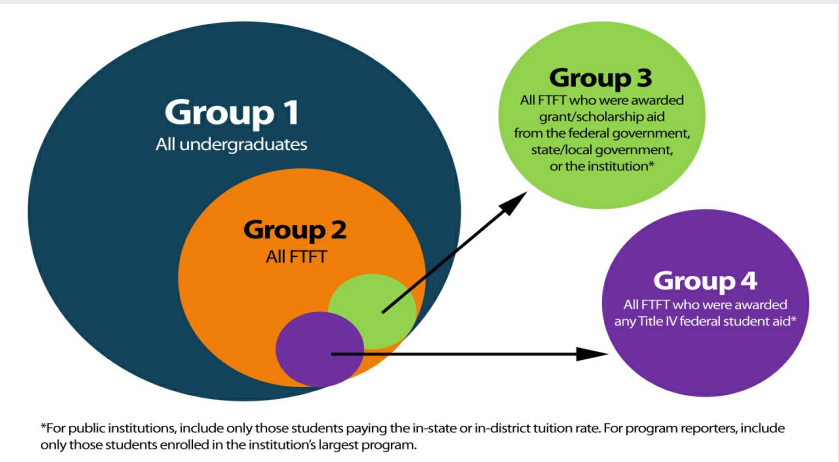 Group 1
All undergraduates
Group 2
All FTFT
Group 3
All FTFT who were awarded
grant/scholarship aid
from the federal government,
state/local government,
or the institution*
Group 4
All FTFT who were awarded
any Title IV federal student aid*
*For public institutions, include only those students paying the in-state or in-district tuition rate. For program reporters, include
only those students enrolled in the institution's largest program.